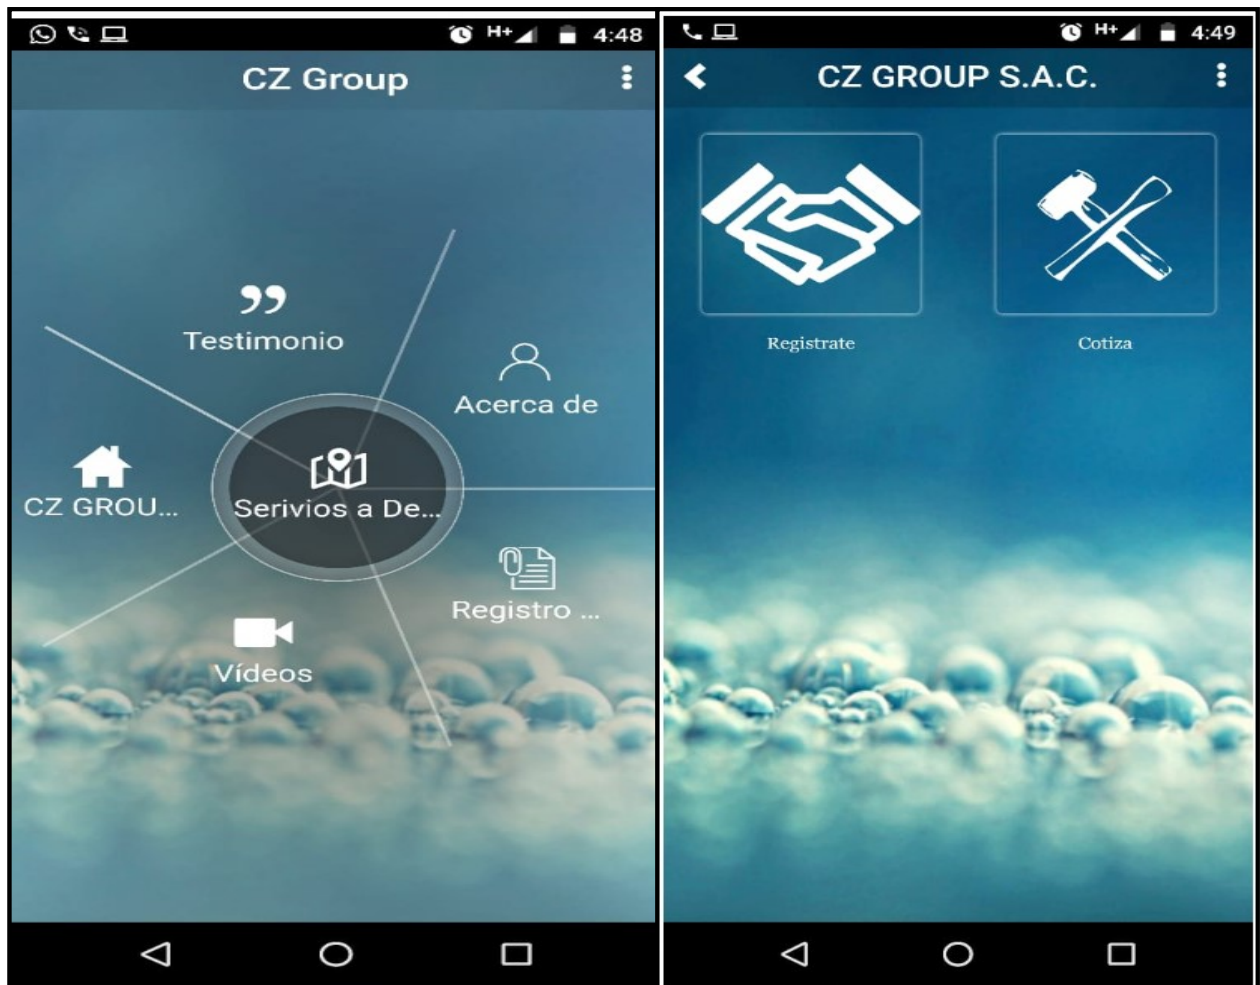 H+ 4:48
CZ Group
Testimonio
Acerca de
CZ GROU...
Serivios a De...
Registro ...
Vídeos
H+ 4:49
CZ GROUP S.A.C.
Registrate
Cotiza